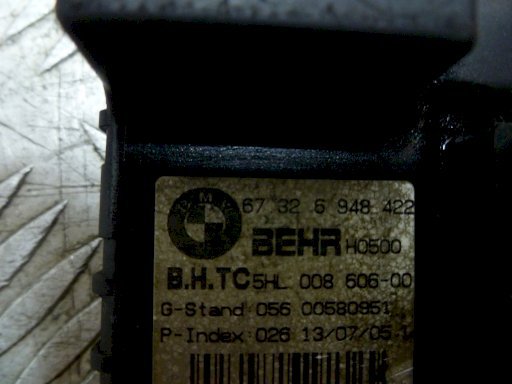 67 32 6 948 422
BEHR H0500
B.H.TC 5HL 008 606-00
G-Stand: 056 00580951
P-Index: 026 13/07/05